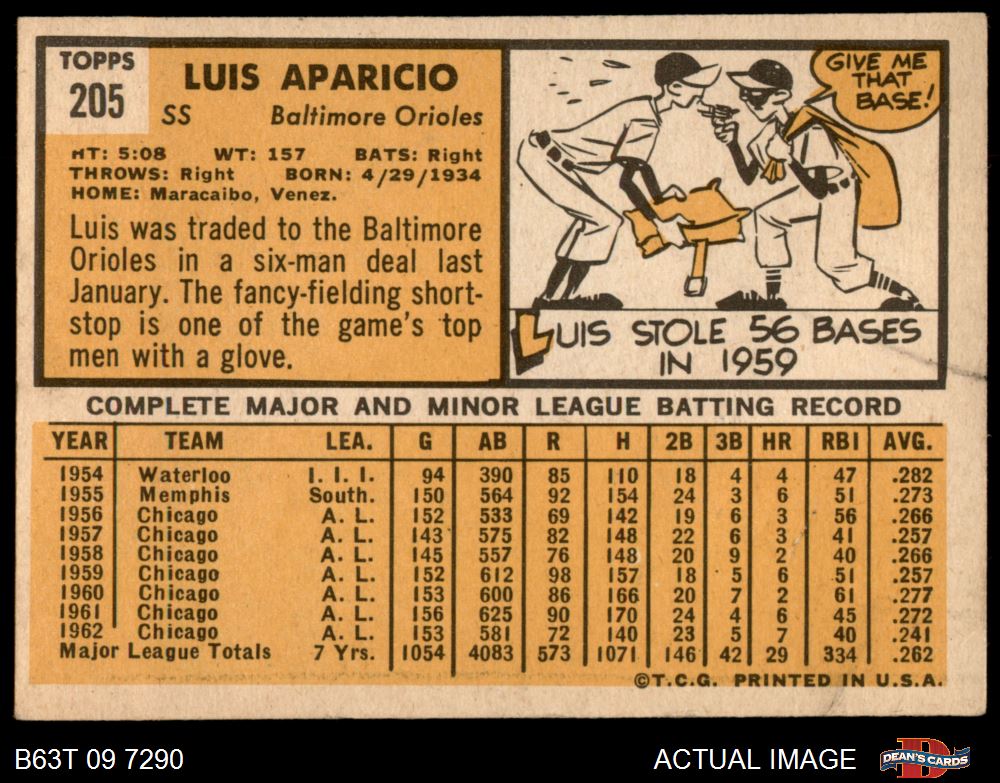 TOPPS
205
LUIS APARICIO
SS Baltimore Orioles
HT: 5:08 WT: 157 BATS: Right
THROWS: Right BORN: 4/29/1934
HOME: Maracaibo, Venez.
Luis was traded to the Baltimore
Orioles in a six-man deal last
January. The fancy-fielding short-
stop is one of the game's top
men with a glove.
GIVE ME
THAT
BASE!
LUIS STOLE 56 BASES
IN 1959
COMPLETE MAJOR AND MINOR LEAGUE BATTING RECORD
YEAR TEAM LEA. G AB R H 2B 3B HR RBI AVG.
1954 Waterloo I. I. I. 94 390 85 110 18 4 4 47 .282
1955 Memphis South. 150 564 92 154 24 3 6 51 .273
1956 Chicago A. L. 152 533 69 142 19 6 3 56 .266
1957 Chicago A. L. 143 575 82 148 22 6 3 41 .257
1958 Chicago A. L. 145 557 76 148 20 9 2 40 .266
1959 Chicago A. L. 152 612 98 157 18 5 6 51 .257
1960 Chicago A. L. 153 600 86 166 20 7 2 61 .277
1961 Chicago A. L. 156 625 90 170 24 4 6 45 .272
1962 Chicago A. L. 153 581 72 140 23 5 7 40 .241
Major League Totals 7 Yrs. 1054 4083 573 1071 146 42 29 334 .262
©T.C.G. PRINTED IN U.S.A.
B63T 09 7290 ACTUAL IMAGE
D
DEAN'S CARDS